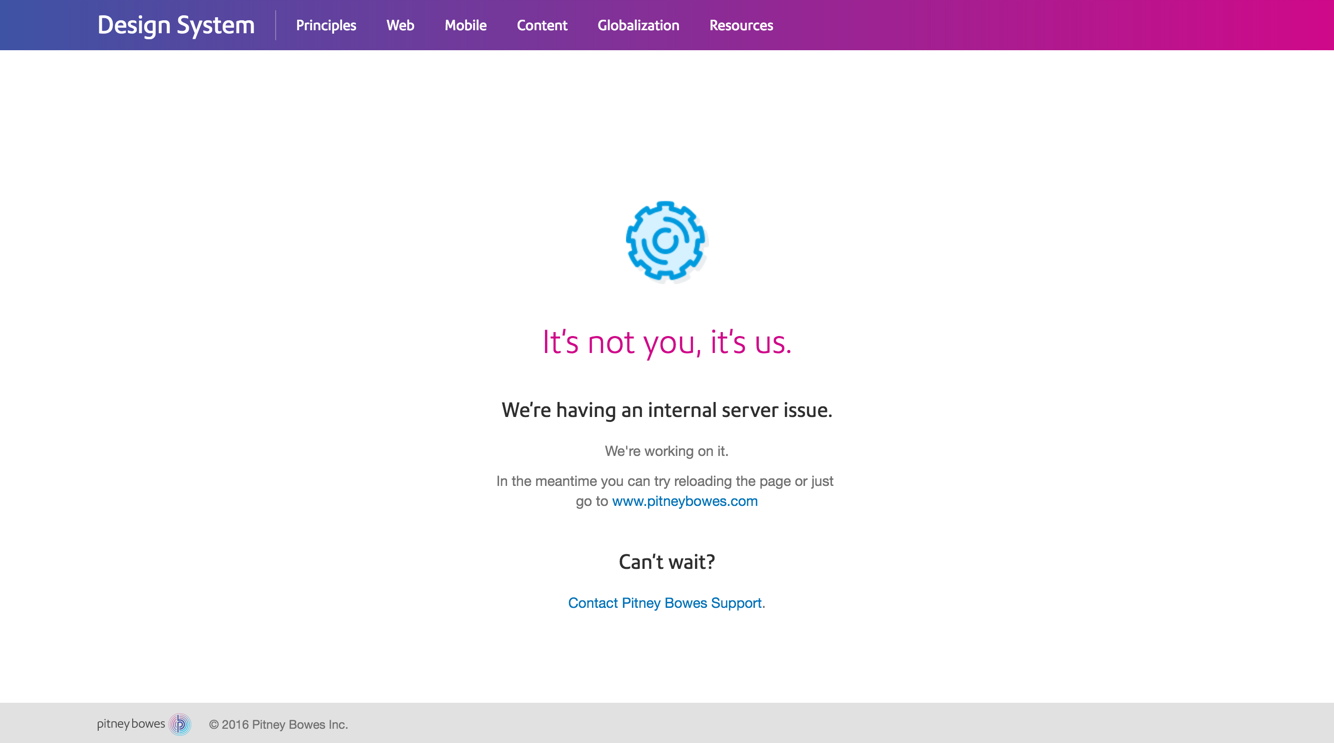 Design System
Principles
Web
Mobile
Content
Globalization
Resources
It's not you, it's us.
We're having an internal server issue.
We're working on it.
In the meantime you can try reloading the page or just
go to www.pitneybowes.com
Can't wait?
Contact Pitney Bowes Support.
pitney bowes
© 2016 Pitney Bowes Inc.